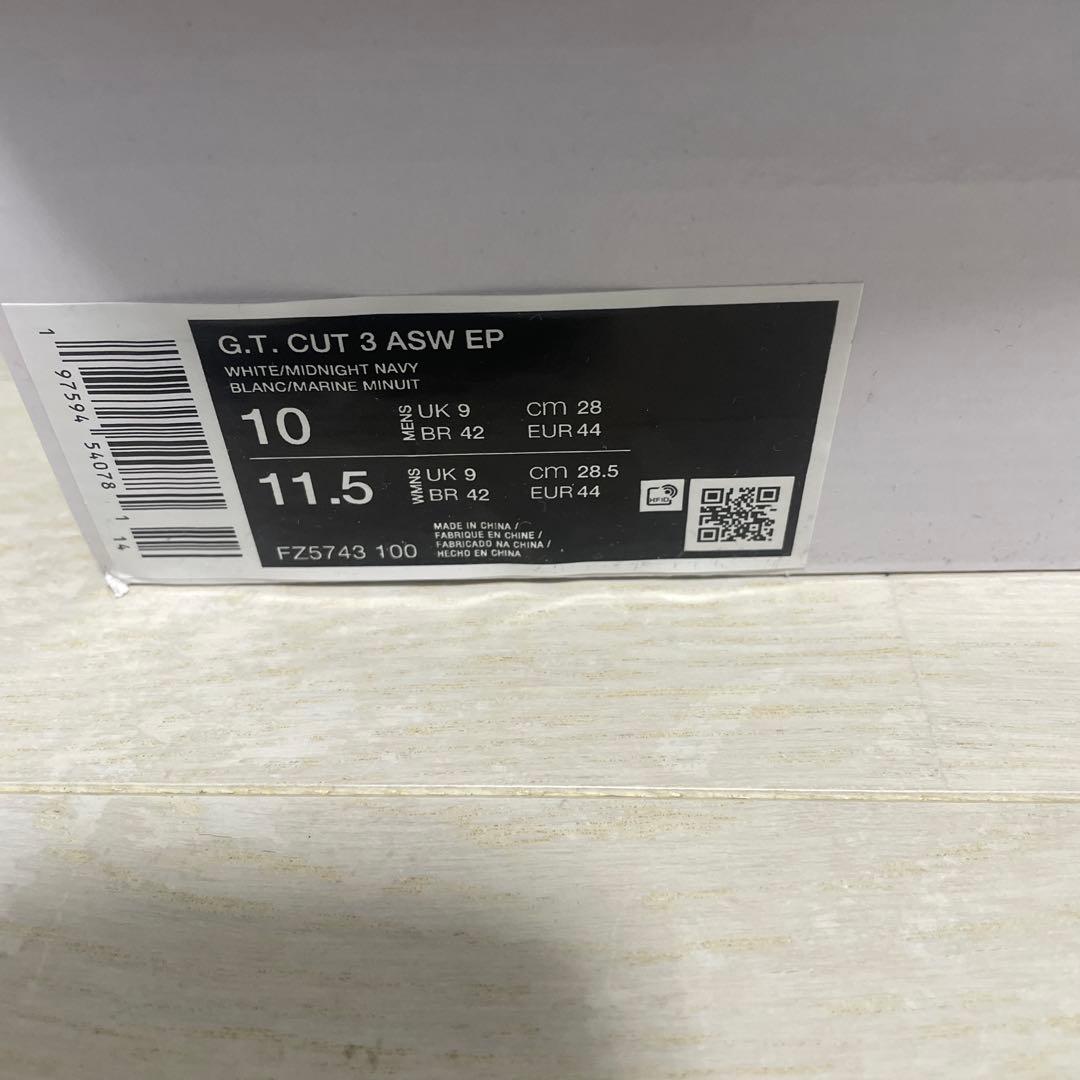 G.T. CUT 3 ASW EP
WHITE/MIDNIGHT NAVY
BLANC/MARINE MINUIT
10 MENS UK 9 cm 28
BR 42 EUR 44
11.5 WMNS UK 9 cm 28.5
BR 42 EUR 44
RFID
FZ5743 100
MADE IN CHINA /
FABRIQUE EN CHINE /
FABRICADO NA CHINA /
HECHO EN CHINA
1 97594 54078 1 14